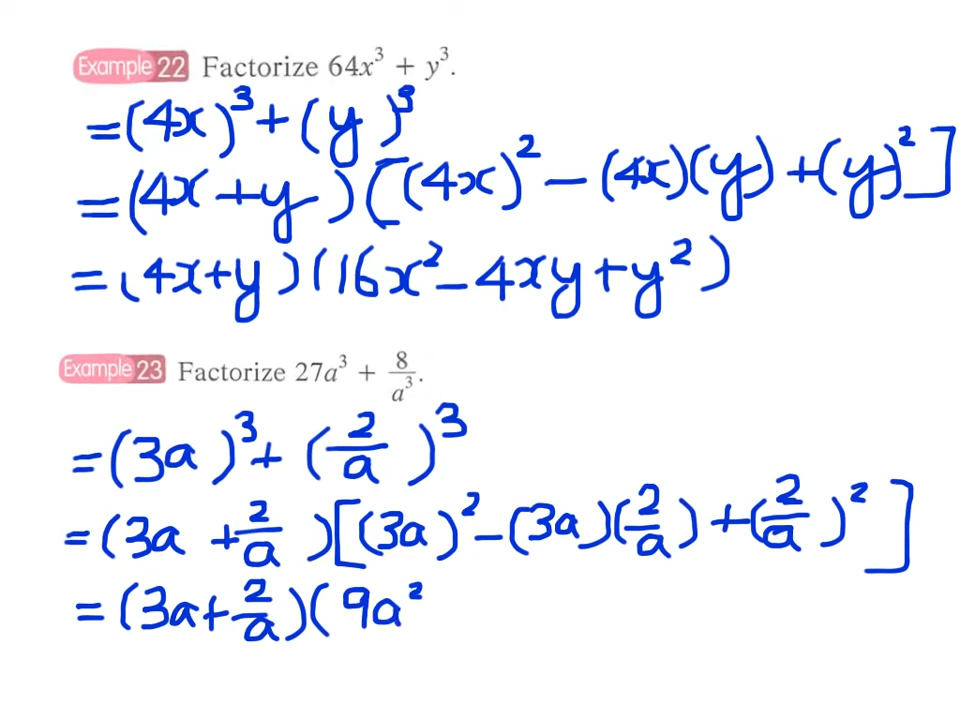 Example 22 Factorize 64x³ + y³.
= (4x)³ + (y)³
= (4x + y) [(4x)² − (4x)(y) + (y)²]
= (4x + y)(16x² − 4xy + y²)
Example 23 Factorize 27a³ + 8/a³.
= (3a)³ + (2/a)³
= (3a + 2/a) [(3a)² − (3a)(2/a) + (2/a)²]
= (3a + 2/a)(9a²